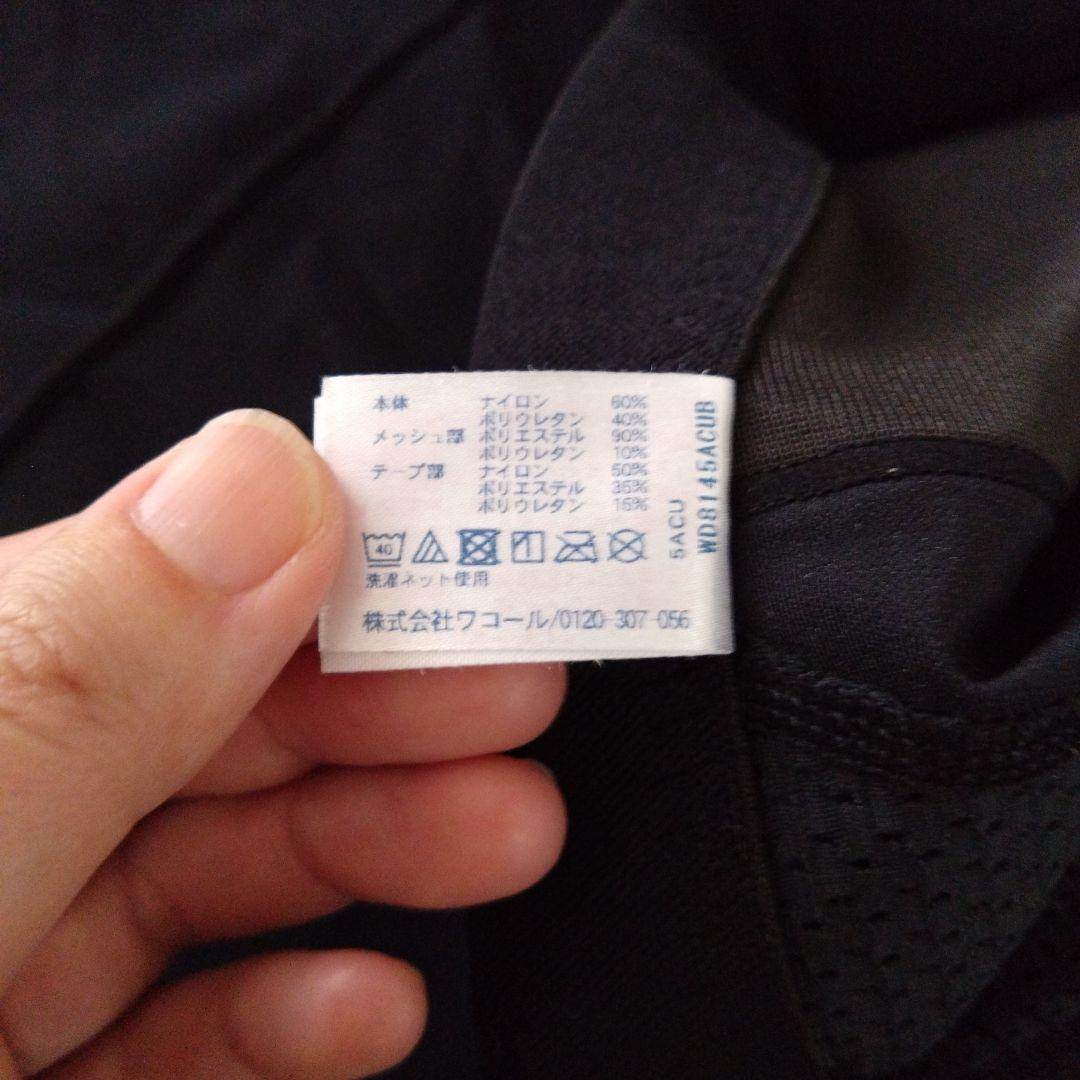 本体 ナイロン 60%
ポリウレタン 40%
メッシュ部 ポリエステル 90%
ポリウレタン 10%
テープ部 ナイロン 50%
ポリエステル 35%
ポリウレタン 15%
40
洗濯ネット使用
株式会社ワコール/0120-307-056
5ACU
WD8145ACUB